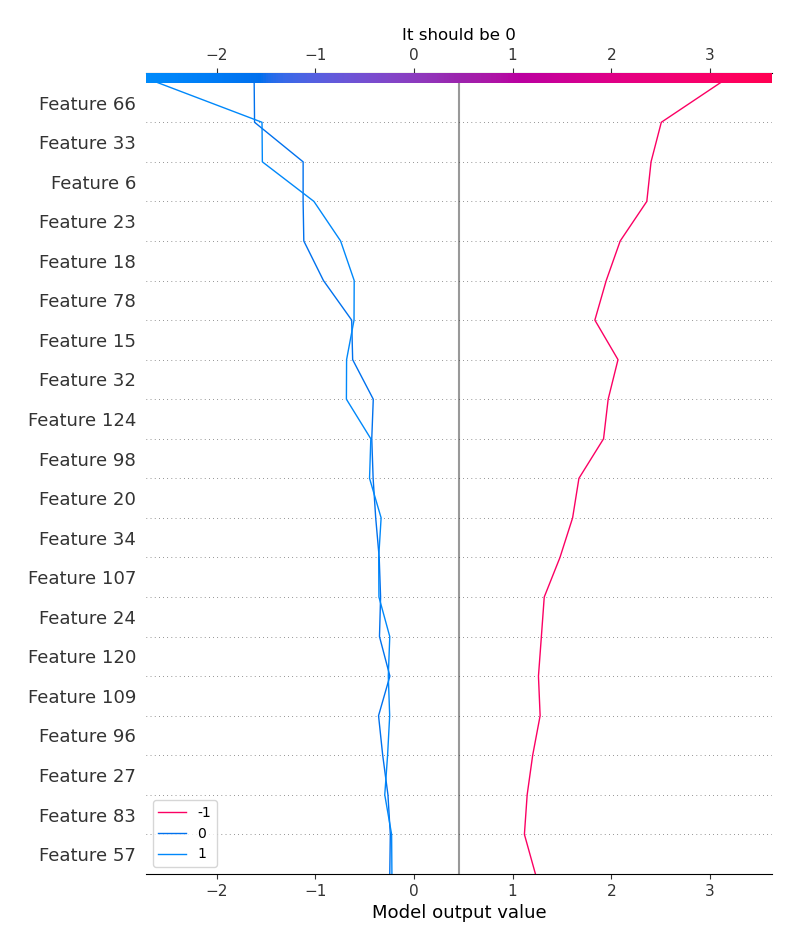 It should be 0
−2 −1 0 1 2 3
Feature 66
Feature 33
Feature 6
Feature 23
Feature 18
Feature 78
Feature 15
Feature 32
Feature 124
Feature 98
Feature 20
Feature 34
Feature 107
Feature 24
Feature 120
Feature 109
Feature 96
Feature 27
Feature 83
Feature 57
-1
0
1
−2 −1 0 1 2 3
Model output value